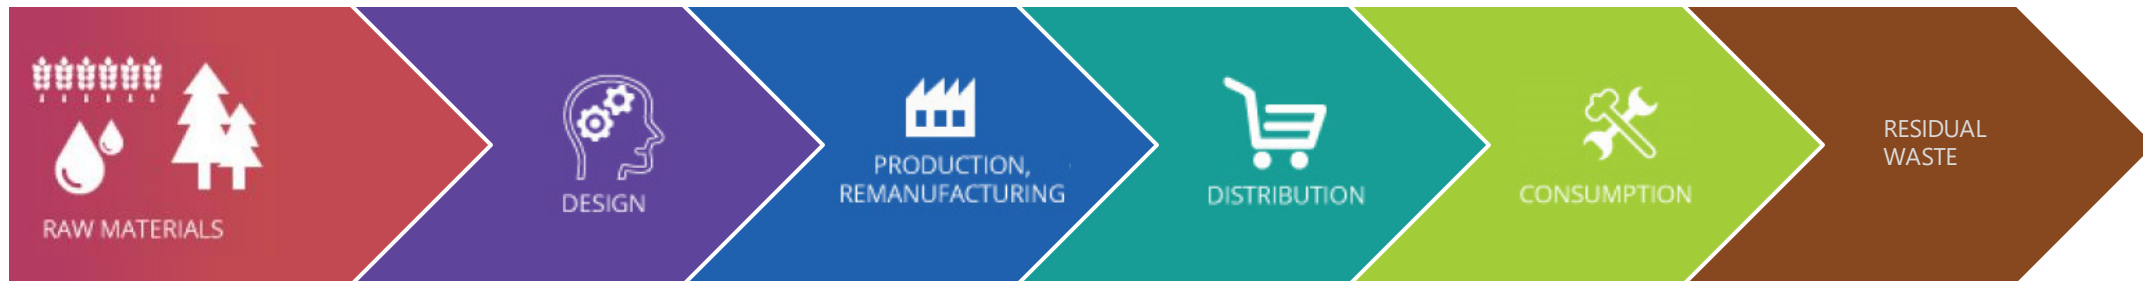 RAW MATERIALS
DESIGN
PRODUCTION,
REMANUFACTURING
DISTRIBUTION
CONSUMPTION
RESIDUAL
WASTE